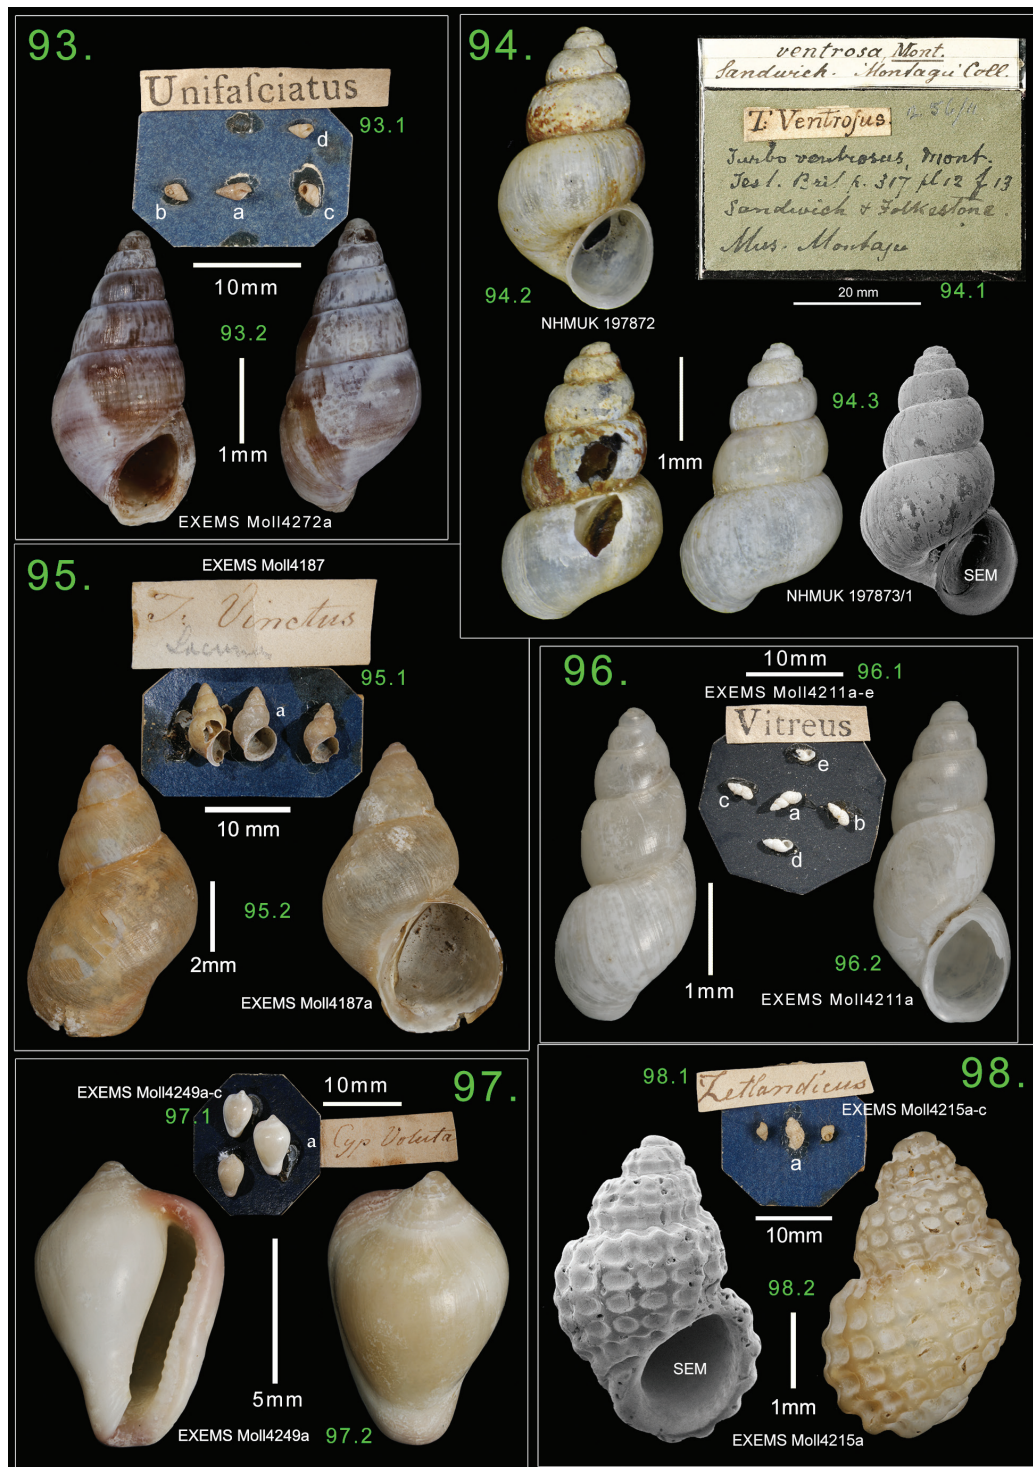 93.
Unifaſciatus
93.1
d
b
a
c
10mm
93.2
1mm
EXEMS Moll4272a
94.
ventrosa, Mont.
Sandwich. Montagu Coll.
T: Ventroſus.
Turbo ventrosus, Mont.
Test. Brit. p. 317 pl 12 f 13
Sandwich & Folkestone.
Mus. Montagu
94.2
NHMUK 197872
20 mm
94.1
1mm
94.3
SEM
NHMUK 197873/1
95.
EXEMS Moll4187
T: Vinctus
Lacuna
95.1
a
10 mm
95.2
2mm
EXEMS Moll4187a
96.
10mm
96.1
EXEMS Moll4211a-e
Vitreus
e
c
a
b
d
1mm
96.2
EXEMS Moll4211a
97.
EXEMS Moll4249a-c
97.1
10mm
a
Cyp Voluta
5mm
EXEMS Moll4249a
97.2
98.
98.1
Zetlandicus
EXEMS Moll4215a-c
a
10mm
98.2
SEM
1mm
EXEMS Moll4215a